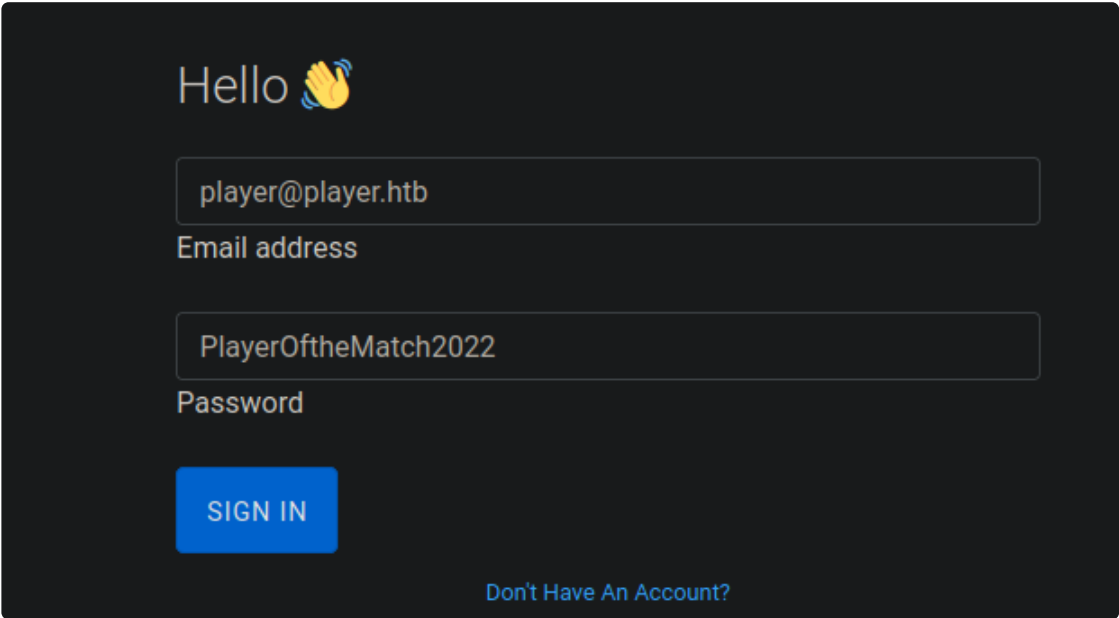 Hello 👋
player@player.htb
Email address
PlayerOftheMatch2022
Password
SIGN IN
Don't Have An Account?